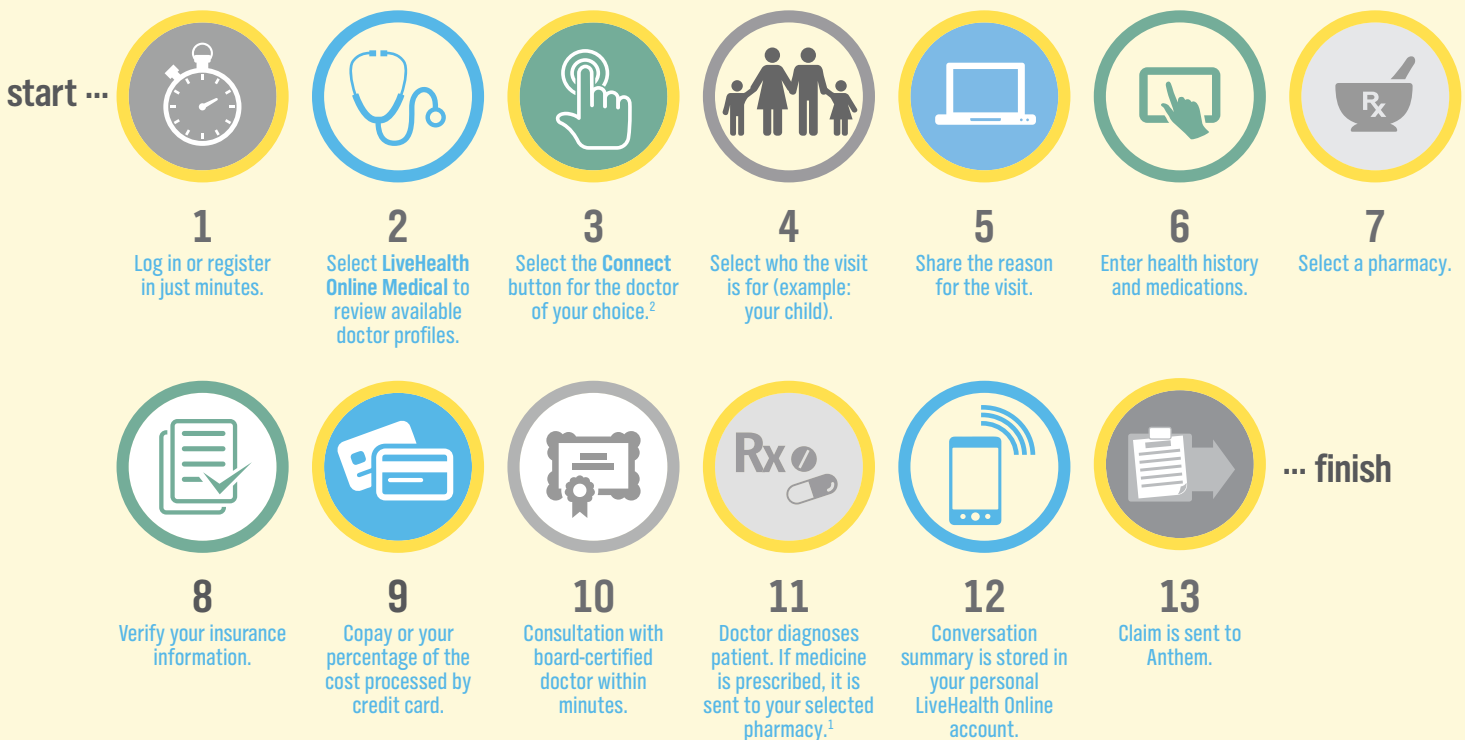 start ...
Rx
1
Log in or register
in just minutes.
2
Select LiveHealth
Online Medical to
review available
doctor profiles.
3
Select the Connect
button for the doctor
of your choice.2
4
Select who the visit
is for (example:
your child).
5
Share the reason
for the visit.
6
Enter health history
and medications.
7
Select a pharmacy.
Rx
8
Verify your insurance
information.
9
Copay or your
percentage of the
cost processed by
credit card.
10
Consultation with
board-certified
doctor within
minutes.
11
Doctor diagnoses
patient. If medicine
is prescribed, it is
sent to your selected
pharmacy.1
12
Conversation
summary is stored in
your personal
LiveHealth Online
account.
13
Claim is sent to
Anthem.
... finish